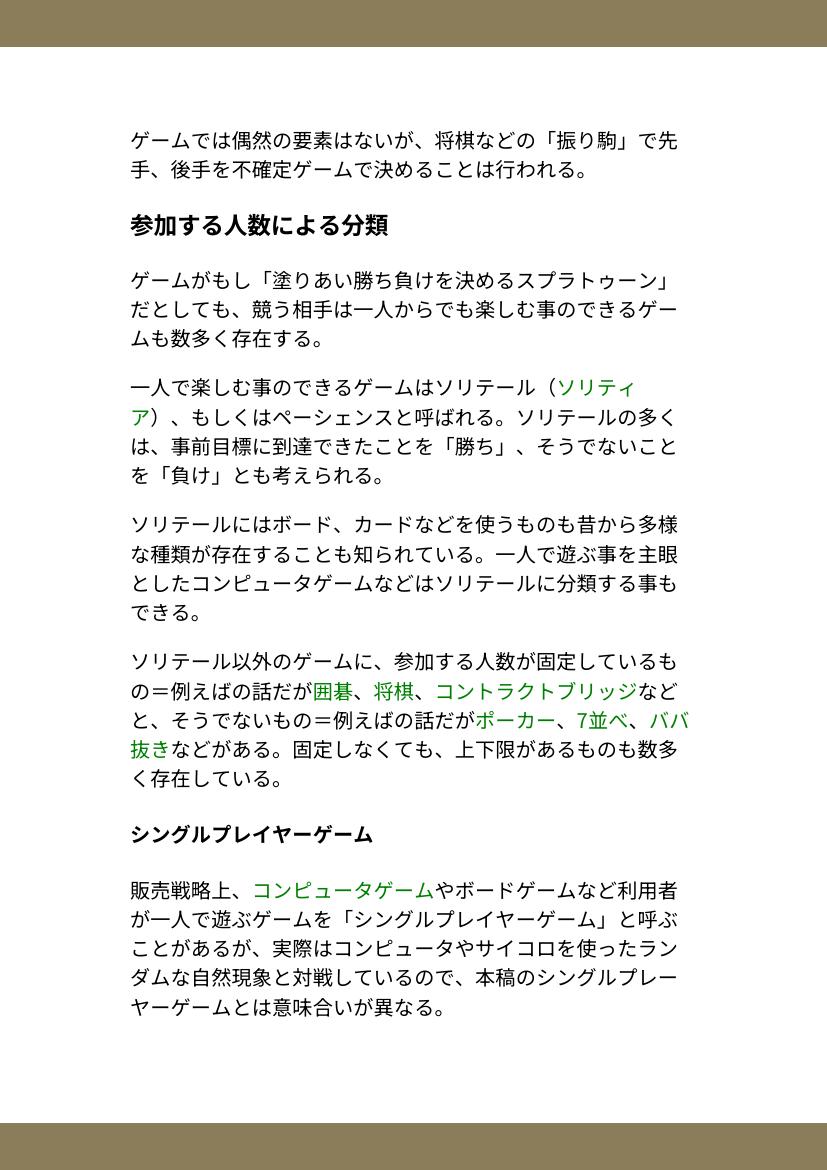 ゲームでは偶然の要素はないが、将棋などの「振り駒」で先
手、後手を不確定ゲームで決めることは行われる。
参加する人数による分類
ゲームがもし「塗りあい勝ち負けを決めるスプラトゥーン」
だとしても、競う相手は一人からでも楽しむ事のできるゲー
ムも数多く存在する。
一人で楽しむ事のできるゲームはソリテール（ソリティ
ア）、もしくはペーシェンスと呼ばれる。ソリテールの多く
は、事前目標に到達できたことを「勝ち」、そうでないこと
を「負け」とも考えられる。
ソリテールにはボード、カードなどを使うものも昔から多様
な種類が存在することも知られている。一人で遊ぶ事を主眼
としたコンピュータゲームなどはソリテールに分類する事も
できる。
ソリテール以外のゲームに、参加する人数が固定しているも
の＝例えばの話だが囲碁、将棋、コントラクトブリッジなど
と、そうでないもの＝例えばの話だがポーカー、7並べ、ババ
抜きなどがある。固定しなくても、上下限があるものも数多
く存在している。
シングルプレイヤーゲーム
販売戦略上、コンピュータゲームやボードゲームなど利用者
が一人で遊ぶゲームを「シングルプレイヤーゲーム」と呼ぶ
ことがあるが、実際はコンピュータやサイコロを使ったラン
ダムな自然現象と対戦しているので、本稿のシングルプレー
ヤーゲームとは意味合いが異なる。